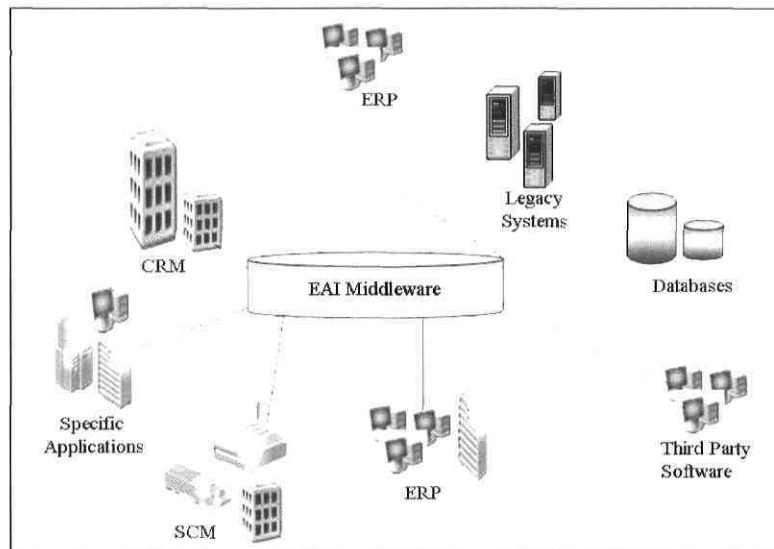 ERP
Legacy
Systems
CRM
Databases
EAI Middleware
Specific
Applications
Third Party
Software
ERP
SCM